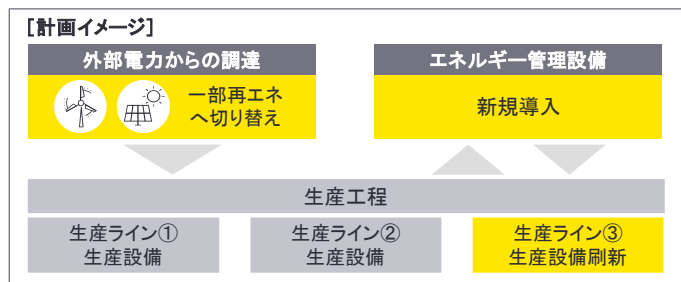 [計画イメージ]
外部電力からの調達
エネルギー管理設備
一部再エネ
へ切り替え
新規導入
生産工程
生産ライン①
生産設備
生産ライン②
生産設備
生産ライン③
生産設備刷新